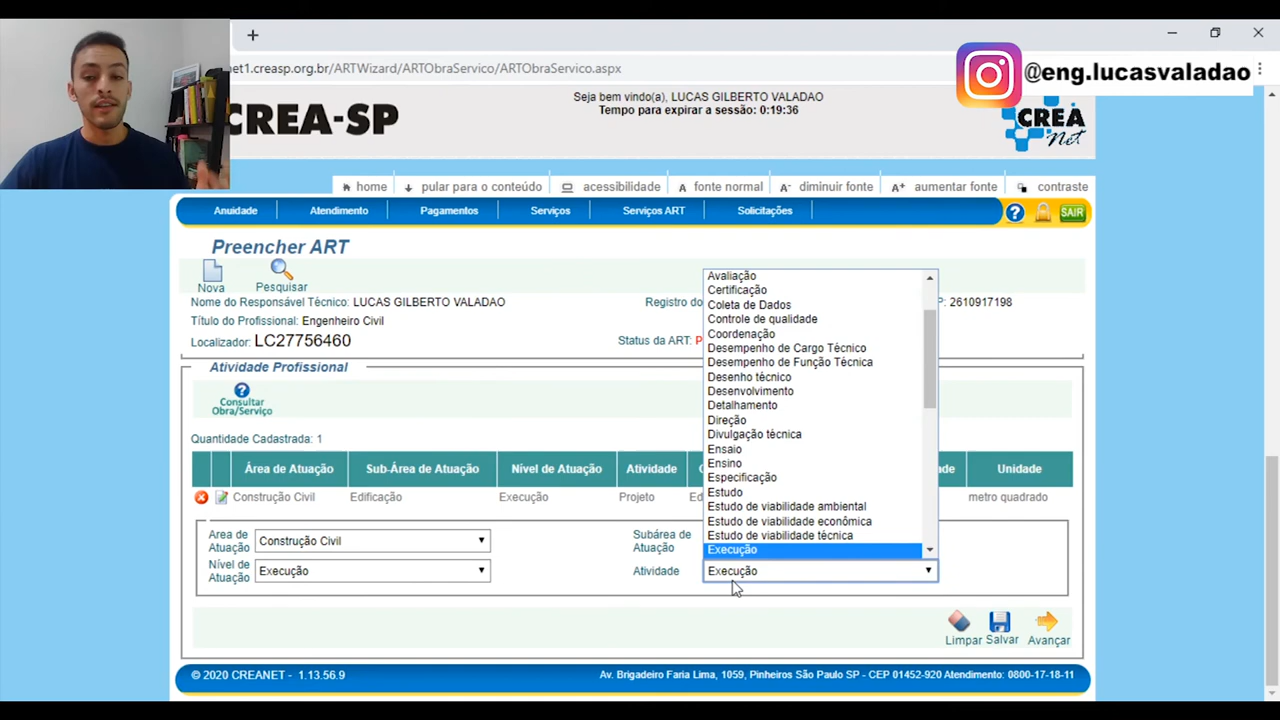 @eng.lucasvaladao
net1.creasp.org.br/ARTWizard/ARTObraServico/ARTObraServico.aspx
CREA-SP
Seja bem vindo(a), LUCAS GILBERTO VALADAO
Tempo para expirar a sessão: 0:19:36
CREA
Net
home
pular para o conteúdo
acessibilidade
A fonte normal
A- diminuir fonte
A+ aumentar fonte
contraste
Anuidade
Atendimento
Pagamentos
Serviços
Serviços ART
Solicitações
?
SAIR
Preencher ART
Nova
Pesquisar
Nome do Responsável Técnico: LUCAS GILBERTO VALADAO
Registro do
P: 2610917198
Título do Profissional: Engenheiro Civil
Localizador: LC27756460
Status da ART: P
Atividade Profissional
Consultar
Obra/Serviço
Quantidade Cadastrada: 1
Área de Atuação
Sub-Área de Atuação
Nível de Atuação
Atividade
de
Unidade
Construção Civil
Edificação
Execução
Projeto
Ed
metro quadrado
Área de
Atuação
Construção Civil
Subárea de
Atuação
Nível de
Atuação
Execução
Atividade
Execução
Avaliação
Certificação
Coleta de Dados
Controle de qualidade
Coordenação
Desempenho de Cargo Técnico
Desempenho de Função Técnica
Desenho técnico
Desenvolvimento
Detalhamento
Direção
Divulgação técnica
Ensaio
Ensino
Especificação
Estudo
Estudo de viabilidade ambiental
Estudo de viabilidade econômica
Estudo de viabilidade técnica
Execução
Limpar
Salvar
Avançar
© 2020 CREANET - 1.13.56.9
Av. Brigadeiro Faria Lima, 1059, Pinheiros São Paulo SP - CEP 01452-920 Atendimento: 0800-17-18-11